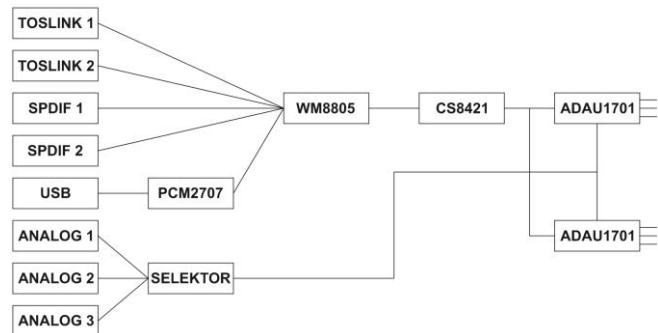 TOSLINK 1
TOSLINK 2
SPDIF 1
SPDIF 2
USB
PCM2707
WM8805
CS8421
ADAU1701
ADAU1701
ANALOG 1
ANALOG 2
SELEKTOR
ANALOG 3